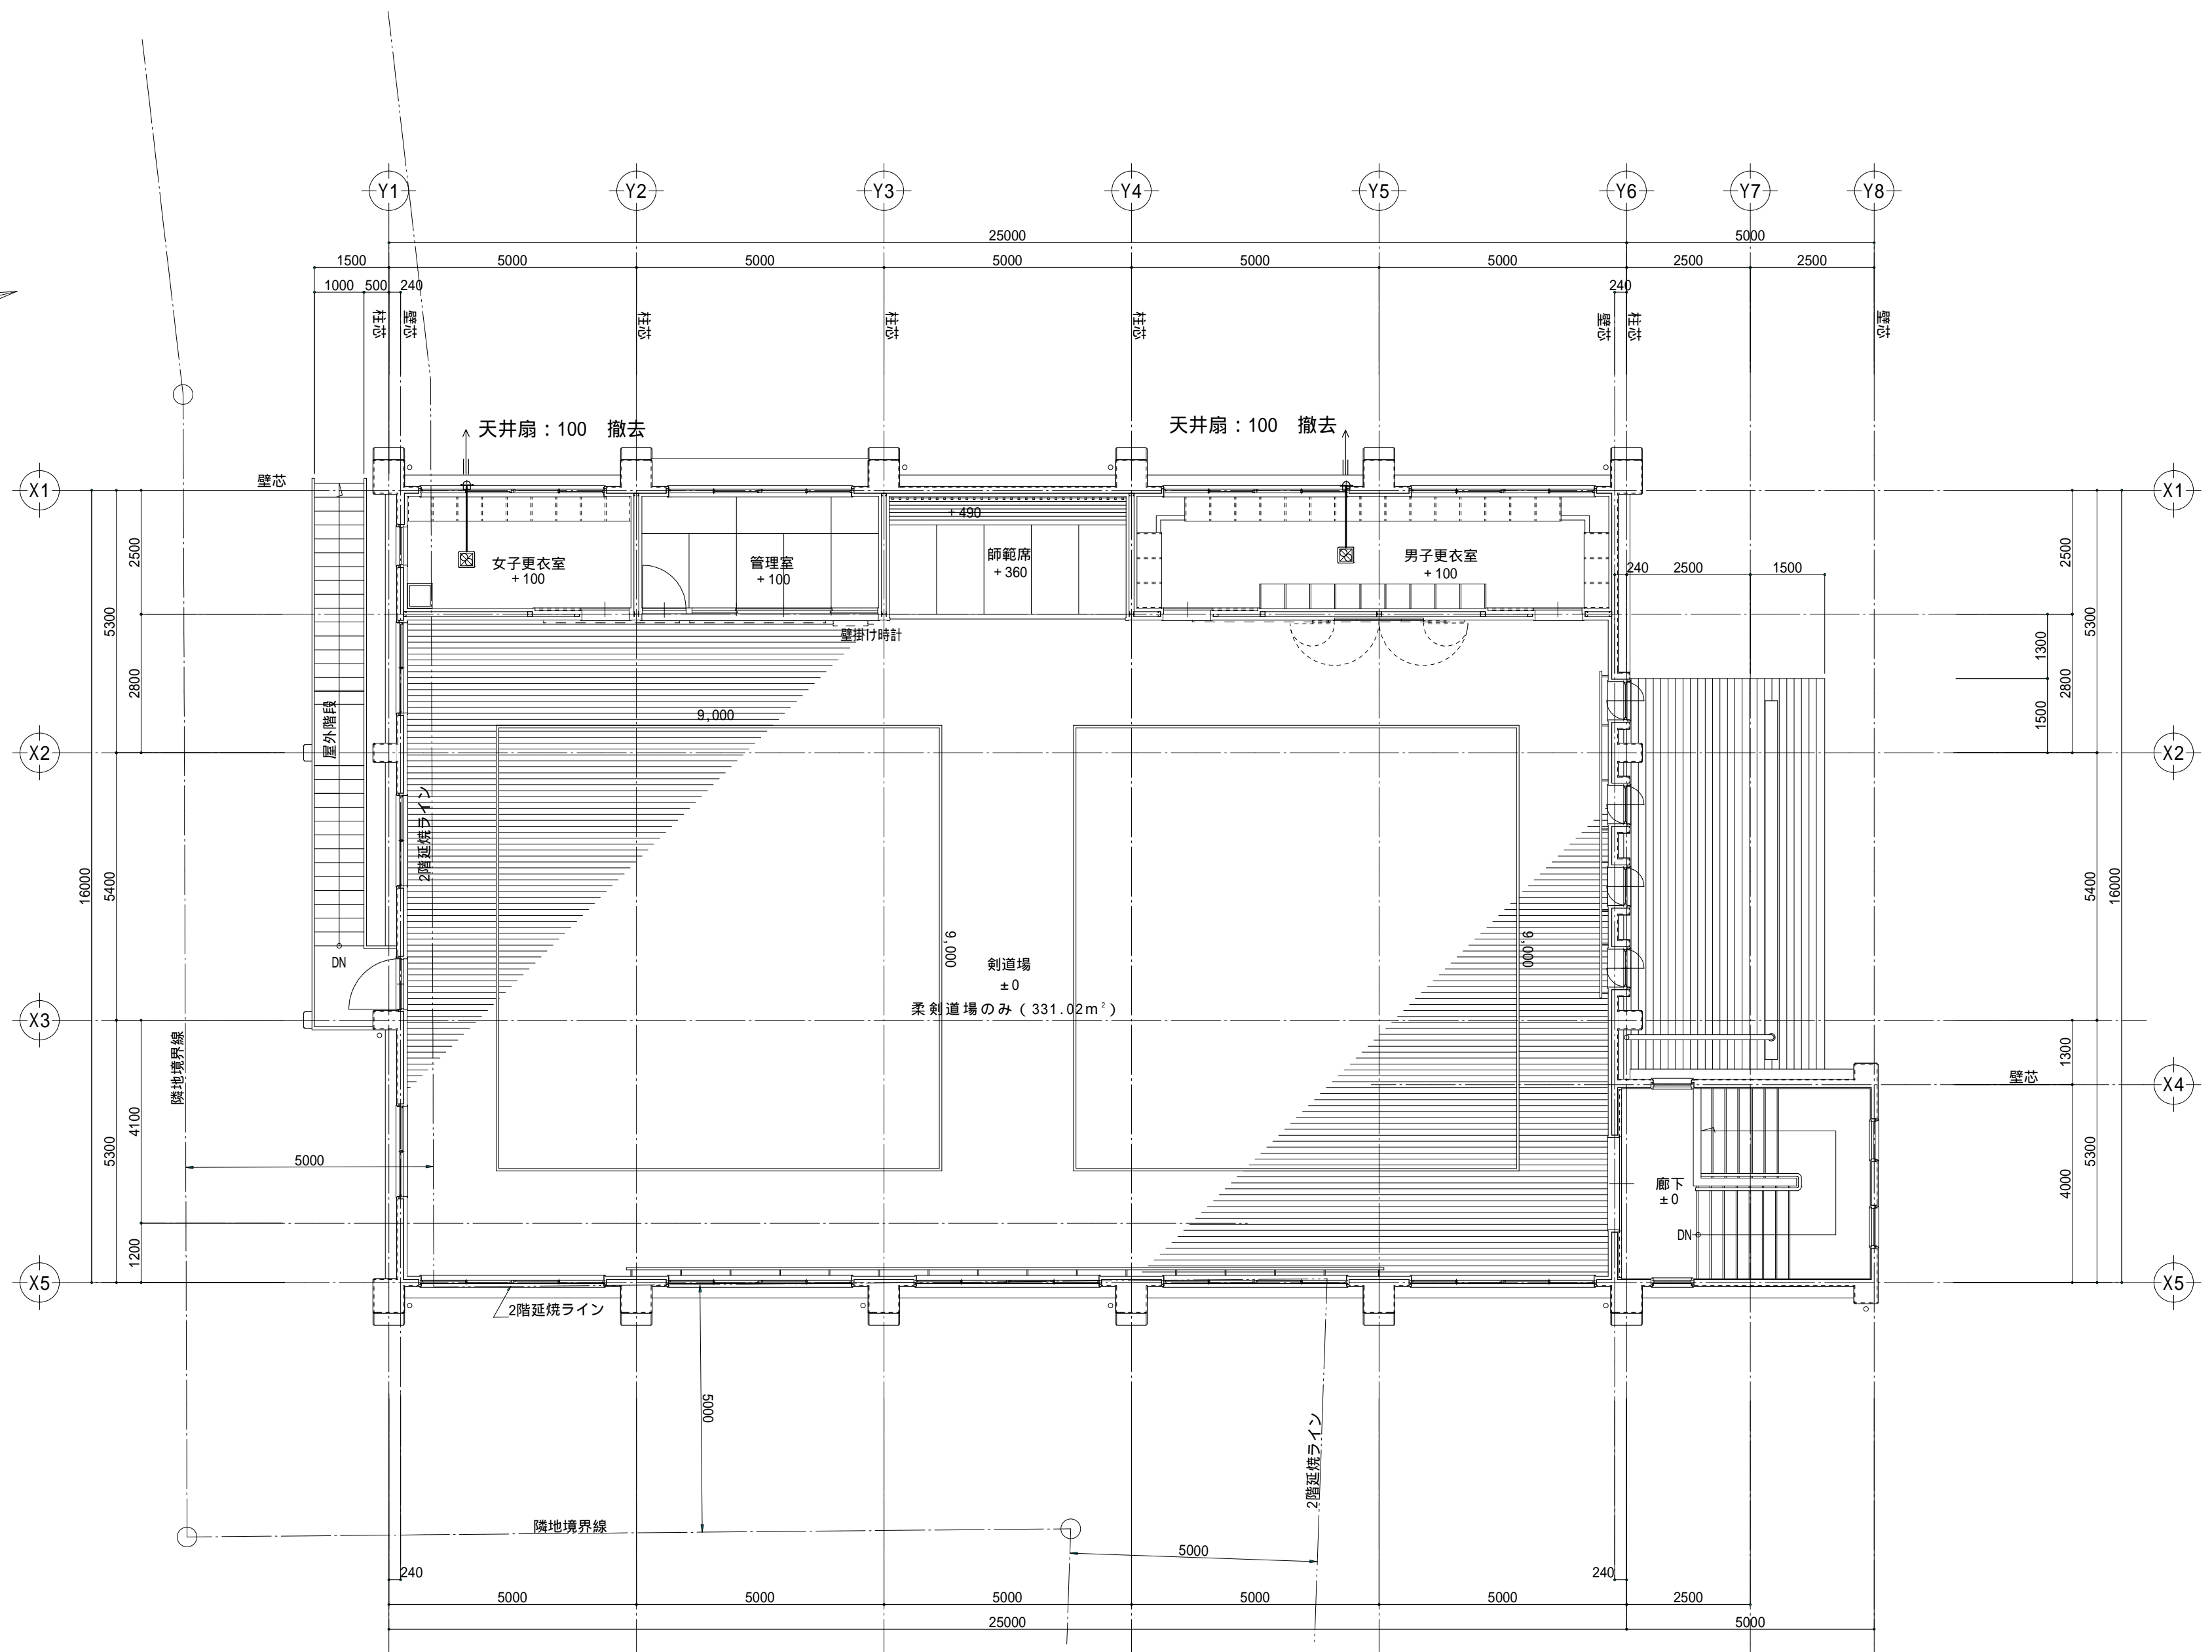 Y1 Y2 Y3 Y4 Y5 Y6 Y7 Y8
25000 5000
1500 5000 5000 5000 5000 5000 2500 2500
1000 500 240 240
柱芯 壁芯 柱芯 柱芯 柱芯 壁芯 柱芯 壁芯
天井扇：100　撤去 天井扇：100　撤去
壁芯
X1 X1
+490
女子更衣室
+100
管理室
+100
師範席
+360
男子更衣室
+100
240 2500 1500
2500 2500
5300 5300
壁掛け時計
1300
2800 2800
1500
屋外階段
9,000
X2 X2
2階延焼ライン
16000 5400 5400 16000
9,000 9,000
DN
剣道場
±0
柔剣道場のみ（331.02m²）
X3 X3
隣地境界線
1300
壁芯
X4
4100
5300 5300
5000
廊下
±0
4000
DN
1200
X5 X5
2階延焼ライン
5000
2階延焼ライン
隣地境界線
5000
240 240
5000 5000 5000 5000 5000 2500
25000 5000